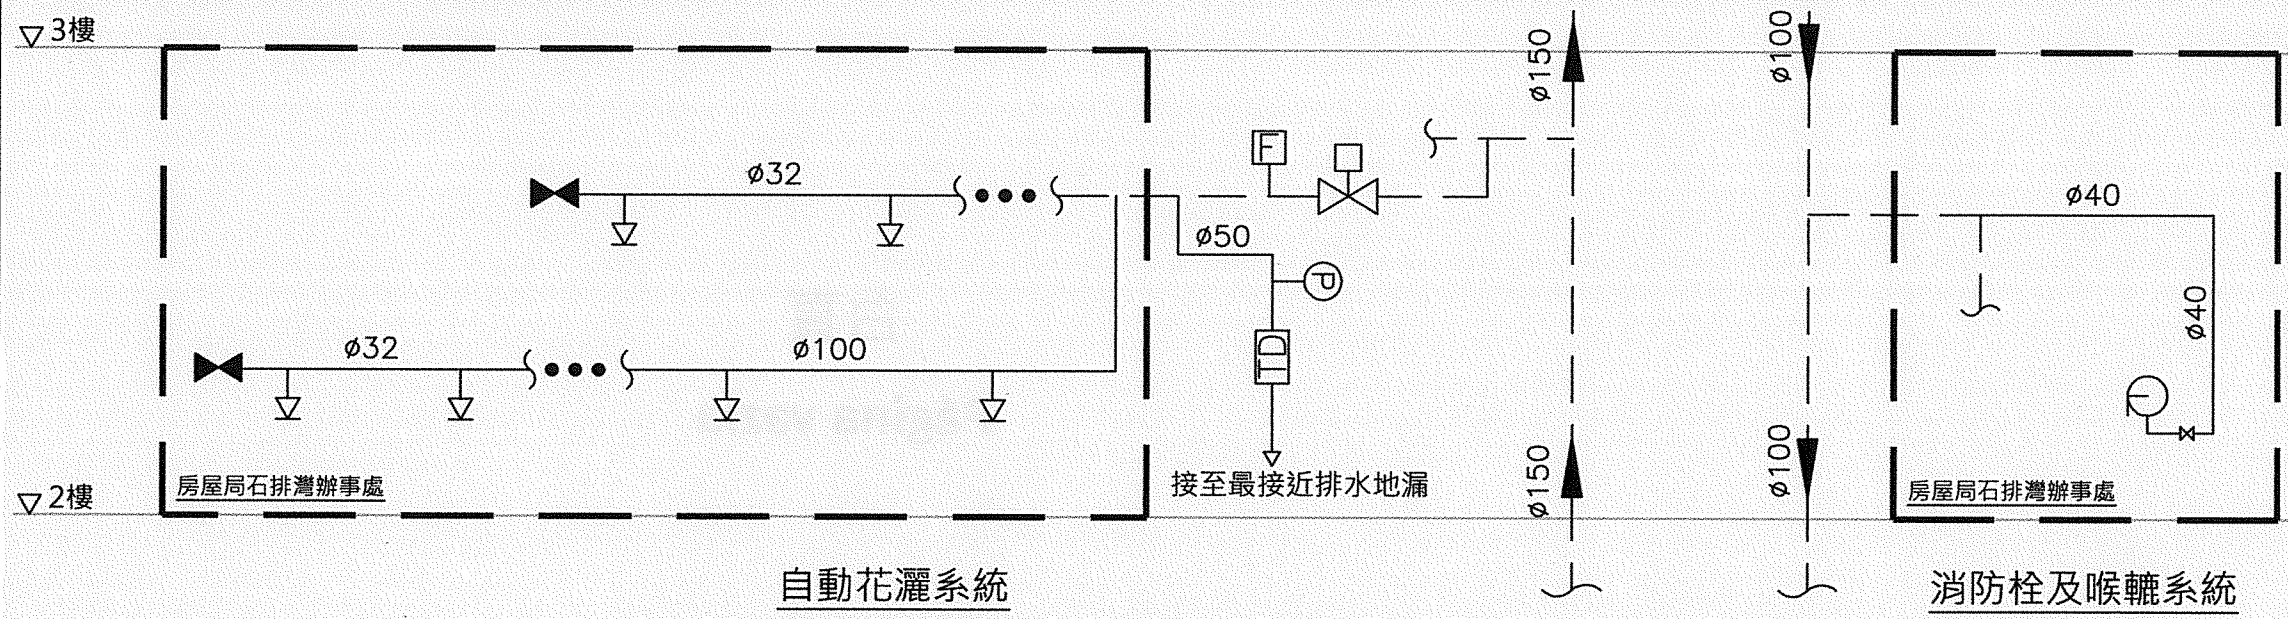 3樓
ø150
ø100
F
ø32
ø40
ø50
P
ø40
ø32
ø100
TD
房屋局石排灣辦事處
接至最接近排水地漏
ø150
ø100
房屋局石排灣辦事處
2樓
自動花灑系統
消防栓及喉轆系統